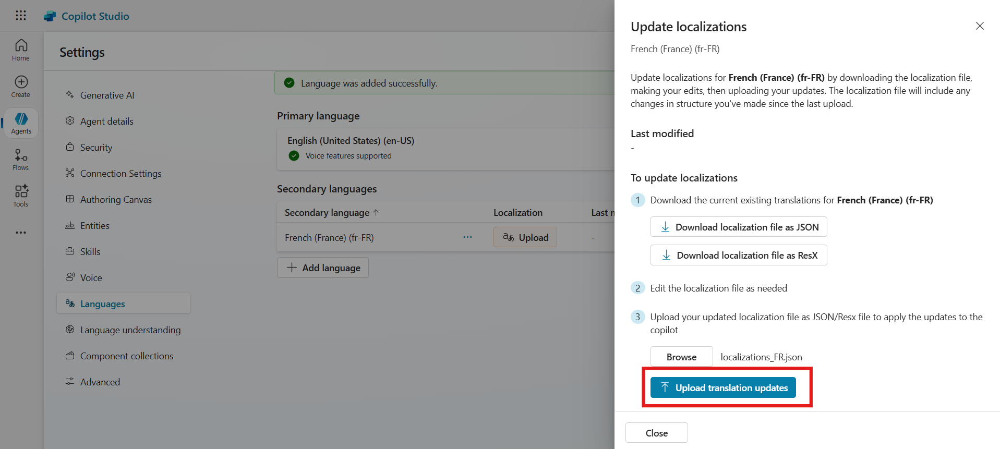 Copilot Studio
Home
Create
Agents
Flows
Tools
Settings
Generative AI
Agent details
Security
Connection Settings
Authoring Canvas
Entities
Skills
Voice
Languages
Language understanding
Component collections
Advanced
Language was added successfully.
Primary language
English (United States) (en-US)
Voice features supported
Secondary languages
Secondary language Localization Last
French (France) (fr-FR) ... Upload -
Add language
Update localizations
French (France) (fr-FR)
Update localizations for French (France) (fr-FR) by downloading the localization file,
making your edits, then uploading your updates. The localization file will include any
changes in structure you've made since the last upload.
Last modified
-
To update localizations
1 Download the current existing translations for French (France) (fr-FR)
Download localization file as JSON
Download localization file as ResX
2 Edit the localization file as needed
3 Upload your updated localization file as JSON/Resx file to apply the updates to the
copilot
Browse localizations_FR.json
Upload translation updates
Close